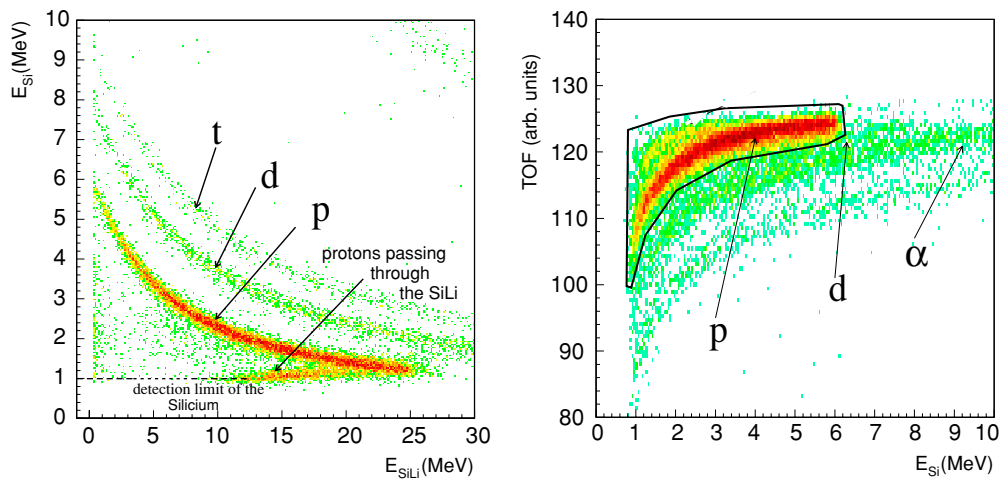 E_Si(MeV)
10
9
8
7
6
5
4
3
2
1
0
t
d
p
protons passing
through
the SiLi
detection limit of the
Silicium
0 5 10 15 20 25 30
E_SiLi(MeV)
TOF (arb. units)
140
130
120
110
100
90
80
α
d
p
0 1 2 3 4 5 6 7 8 9 10
E_Si(MeV)